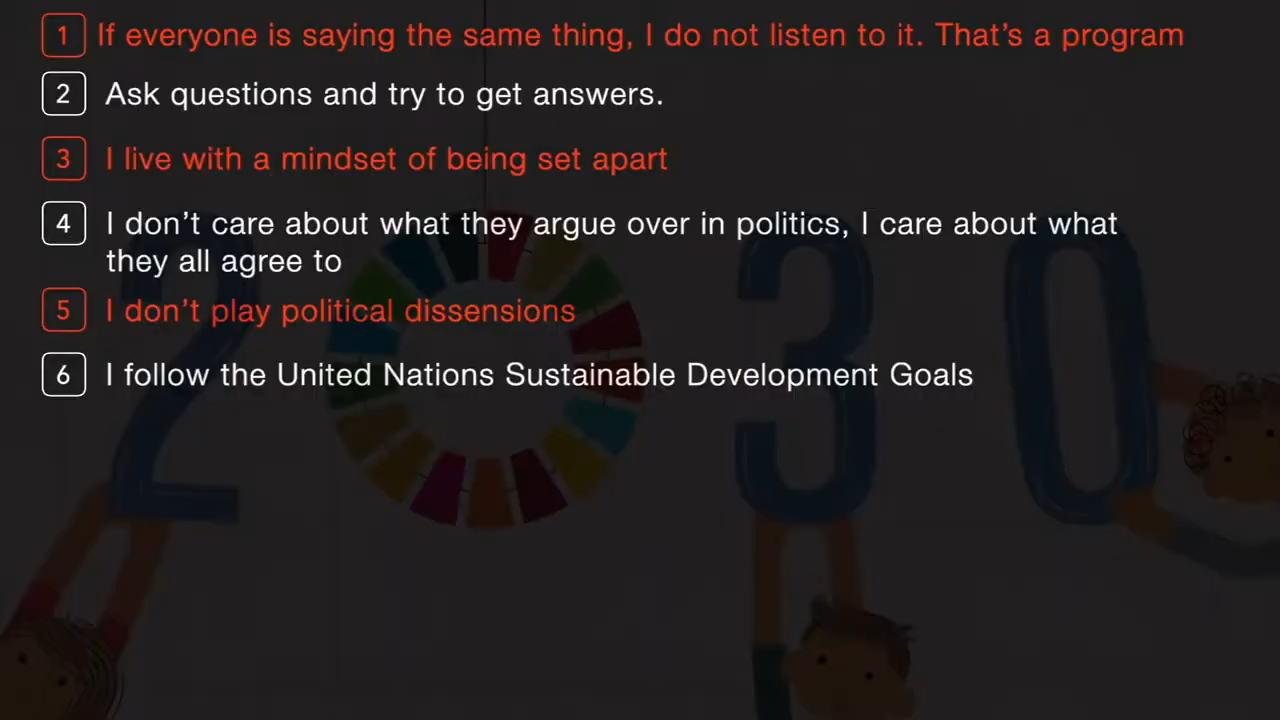 1 If everyone is saying the same thing, I do not listen to it. That's a program
2 Ask questions and try to get answers.
3 I live with a mindset of being set apart
4 I don't care about what they argue over in politics, I care about what
they all agree to
5 I don't play political dissensions
6 I follow the United Nations Sustainable Development Goals
2030